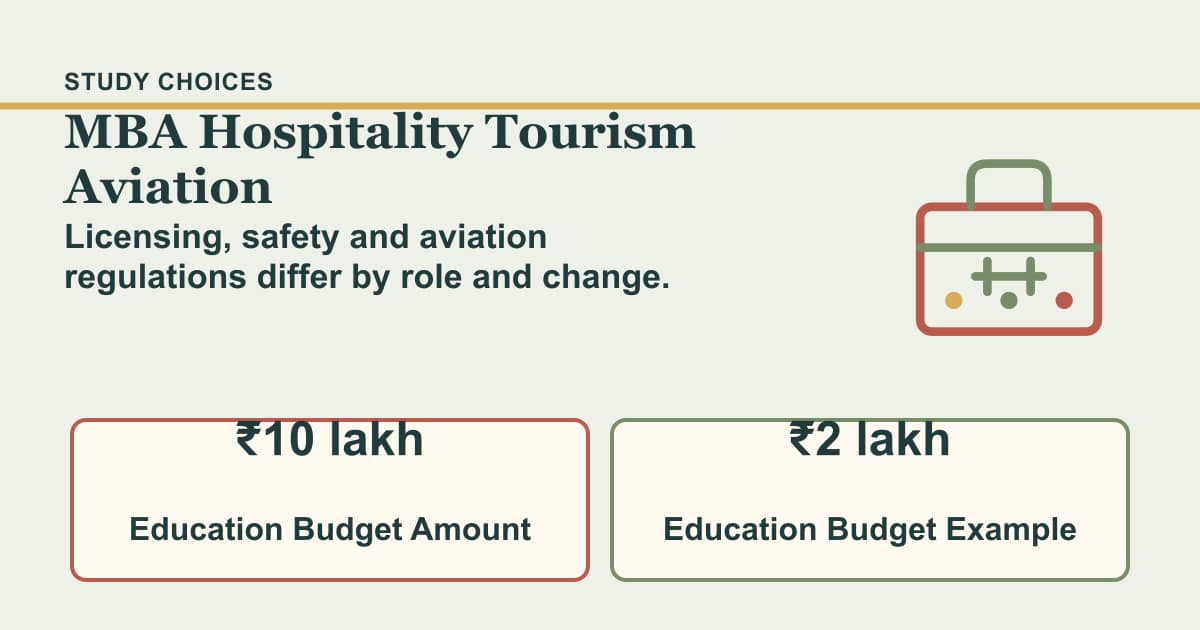 STUDY CHOICES
MBA Hospitality Tourism
Aviation
Licensing, safety and aviation
regulations differ by role and change.
₹10 lakh
Education Budget Amount
₹2 lakh
Education Budget Example